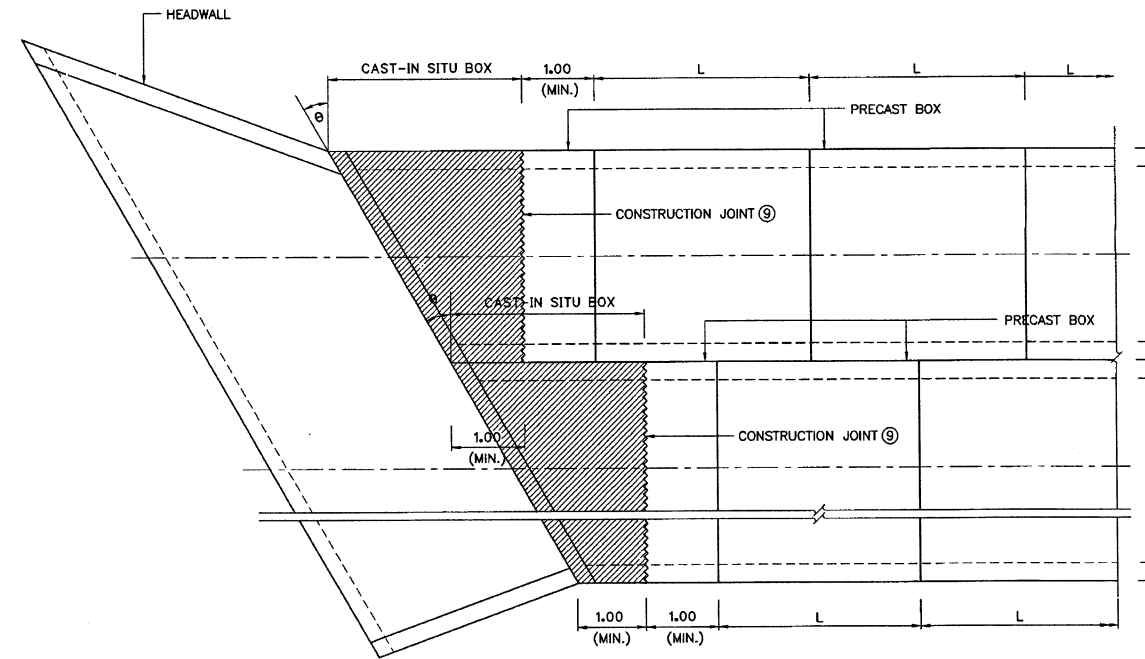 HEADWALL
CAST-IN SITU BOX
1.00
(MIN.)
L
L
L
θ
PRECAST BOX
CONSTRUCTION JOINT ⑨
θ
CAST-IN SITU BOX
PRECAST BOX
1.00
(MIN.)
CONSTRUCTION JOINT ⑨
1.00
(MIN.)
1.00
(MIN.)
L
L